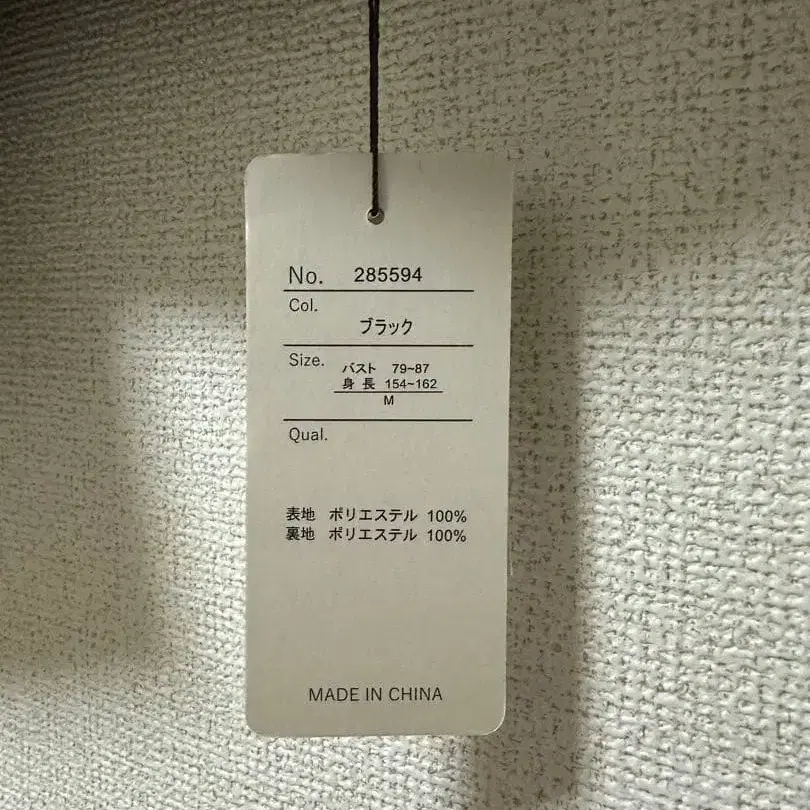 No. 285594
Col.
ブラック
Size.
バスト 79~87
身長 154~162
M
Qual.
表地 ポリエステル 100%
裏地 ポリエステル 100%
MADE IN CHINA